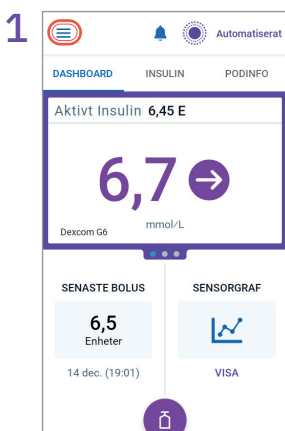 1
Automatiserat
DASHBOARD INSULIN PODINFO
Aktivt Insulin 6,45 E
6,7
mmol/L
Dexcom G6
SENASTE BOLUS SENSORGRAF
6,5
Enheter
14 dec. (19:01) VISA